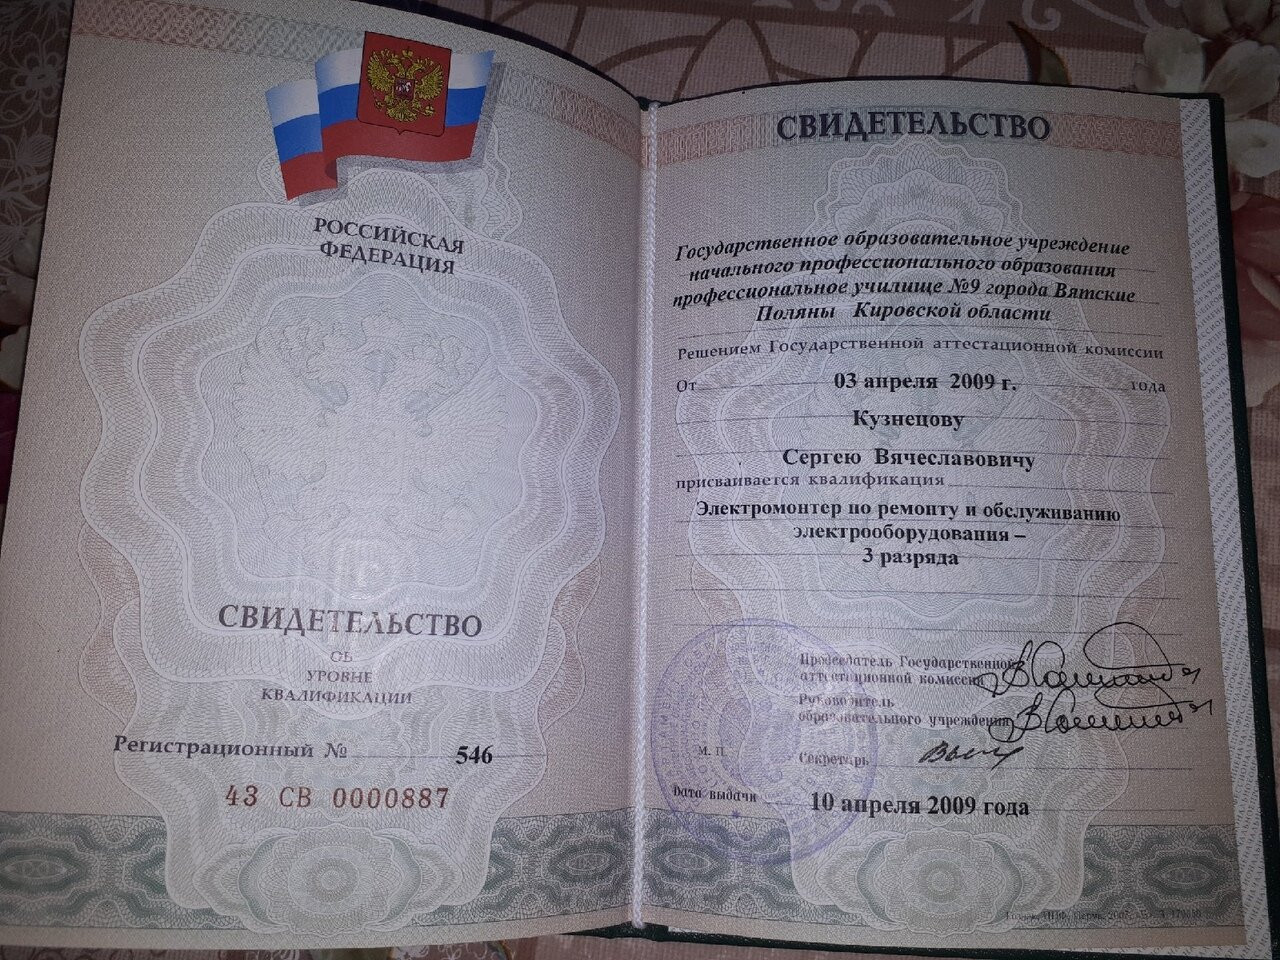 РОССИЙСКАЯ
ФЕДЕРАЦИЯ
СВИДЕТЕЛЬСТВО
ОБ
УРОВНЕ
КВАЛИФИКАЦИИ
Регистрационный № 546
43 СВ 0000887
СВИДЕТЕЛЬСТВО
Государственное образовательное учреждение
начального профессионального образования
профессиональное училище №9 города Вятские
Поляны Кировской области
Решением Государственной аттестационной комиссии
От 03 апреля 2009 г. года
Кузнецову
Сергею Вячеславовичу
присваивается квалификация
Электромонтер по ремонту и обслуживанию
электрооборудования –
3 разряда
Председатель Государственной
аттестационной комиссии
Руководитель
образовательного учреждения
М. П.
Секретарь
Дата выдачи 10 апреля 2009 года